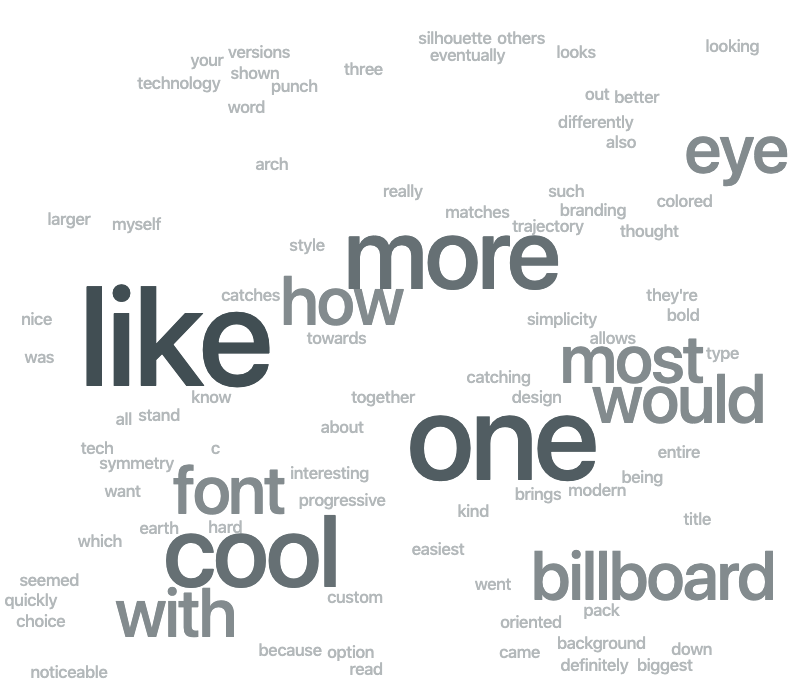 silhouette others
your versions eventually looks looking
technology shown punch three
word out better
differently
also eye
arch
really such colored
larger myself matches branding
trajectory thought
style more
catches how they're
nice like simplicity bold
was towards allows
most type
know together catching design would
all stand about one
tech c entire
symmetry font interesting being
want progressive brings modern
kind title
earth hard
which cool easiest
seemed went billboard
quickly with custom pack
choice oriented
because option came background down
noticeable read definitely biggest